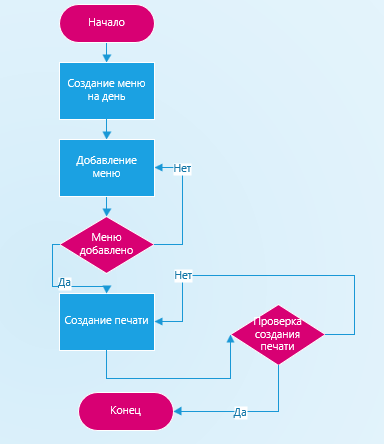 Начало
Создание меню
на день
Добавление
меню
Нет
Меню
добавлено
Да
Нет
Создание печати
Проверка
создания
печати
Конец
Да